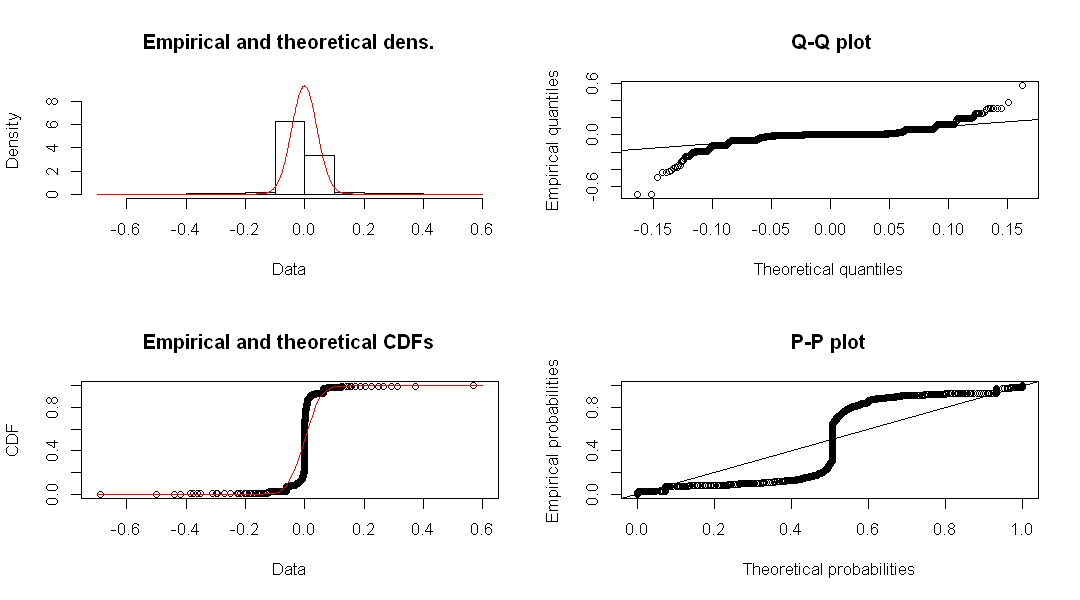 Empirical and theoretical dens.
Density
0 2 4 6 8
-0.6 -0.4 -0.2 0.0 0.2 0.4 0.6
Data
Q-Q plot
Empirical quantiles
-0.6 0.0 0.6
-0.15 -0.10 -0.05 0.00 0.05 0.10 0.15
Theoretical quantiles
Empirical and theoretical CDFs
CDF
0.0 0.4 0.8
-0.6 -0.4 -0.2 0.0 0.2 0.4 0.6
Data
P-P plot
Empirical probabilities
0.0 0.4 0.8
0.0 0.2 0.4 0.6 0.8 1.0
Theoretical probabilities